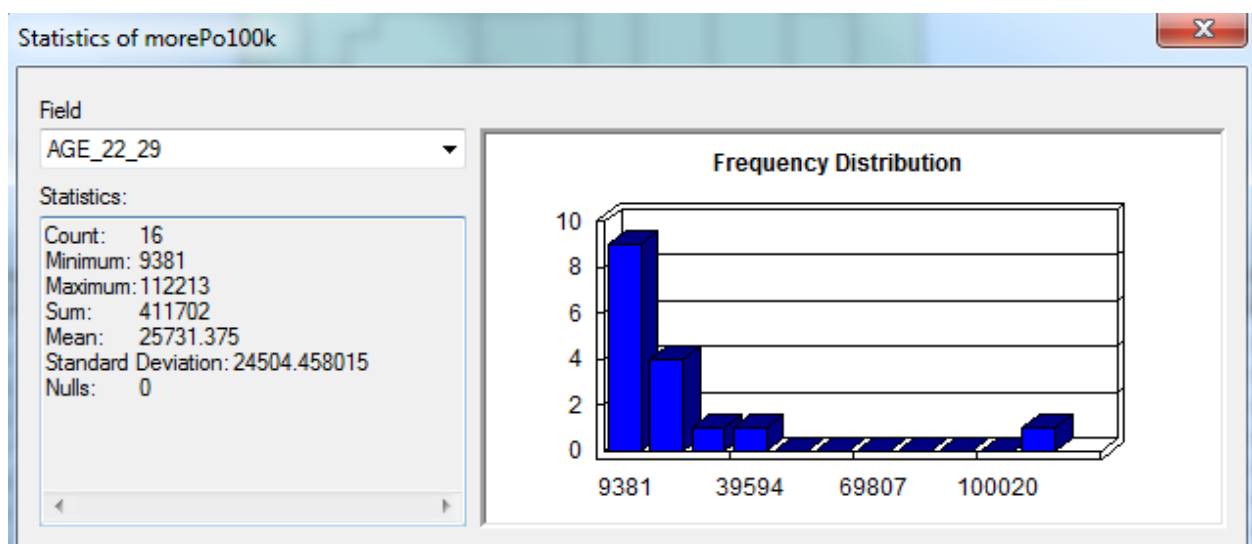 Statistics of morePo100k
Field
AGE_22_29
Statistics:
Count: 16
Minimum: 9381
Maximum: 112213
Sum: 411702
Mean: 25731.375
Standard Deviation: 24504.458015
Nulls: 0
Frequency Distribution
10
8
6
4
2
0
9381 39594 69807 100020